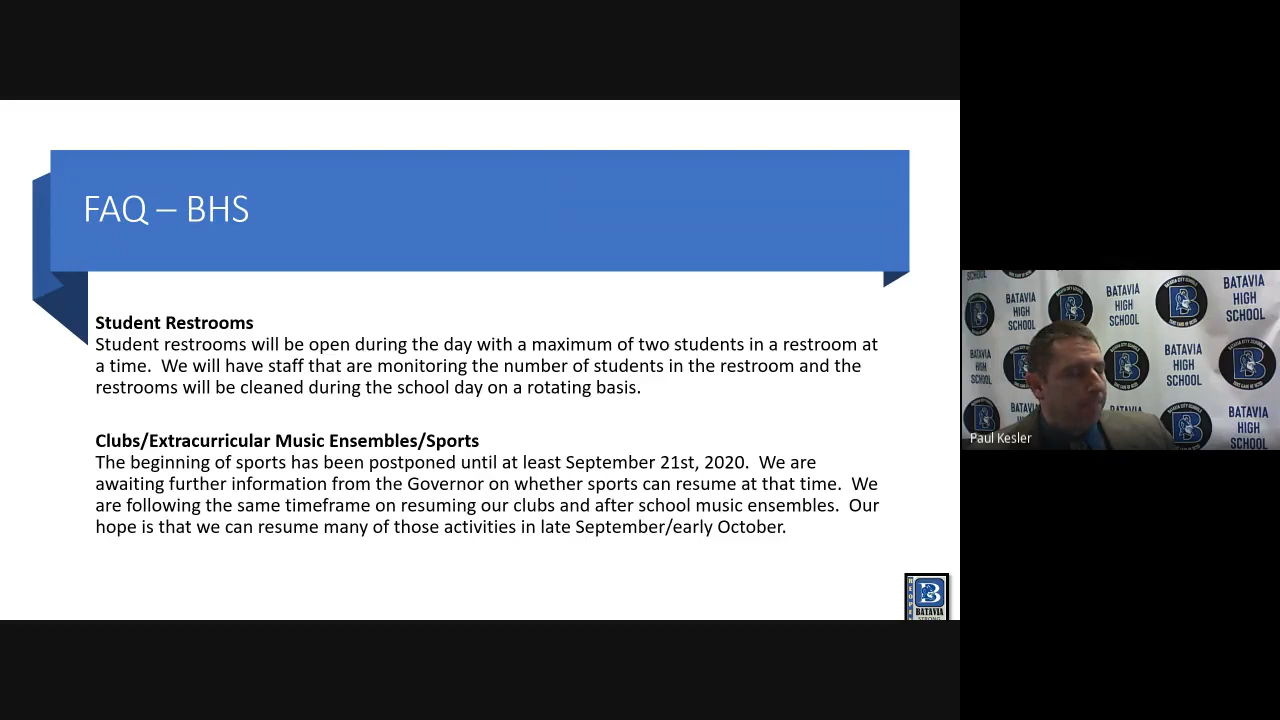 FAQ – BHS
Student Restrooms
Student restrooms will be open during the day with a maximum of two students in a restroom at
a time.  We will have staff that are monitoring the number of students in the restroom and the
restrooms will be cleaned during the school day on a rotating basis.
Clubs/Extracurricular Music Ensembles/Sports
The beginning of sports has been postponed until at least September 21st, 2020.  We are
awaiting further information from the Governor on whether sports can resume at that time.  We
are following the same timeframe on resuming our clubs and after school music ensembles.  Our
hope is that we can resume many of those activities in late September/early October.
B
BATAVIA
STRONG
SCHOOL
BATAVIA
HIGH
SCHOOL
BATAVIA
HIGH
SCHOOL
BATAVIA
HIGH
SCHOOL
BATAVIA
HIGH
SCHOOL
BATAVIA
HIGH
SCHOOL
BATAVIA
BATAVIA
BATAVIA
HIGH
SCHOOL
Paul Kesler